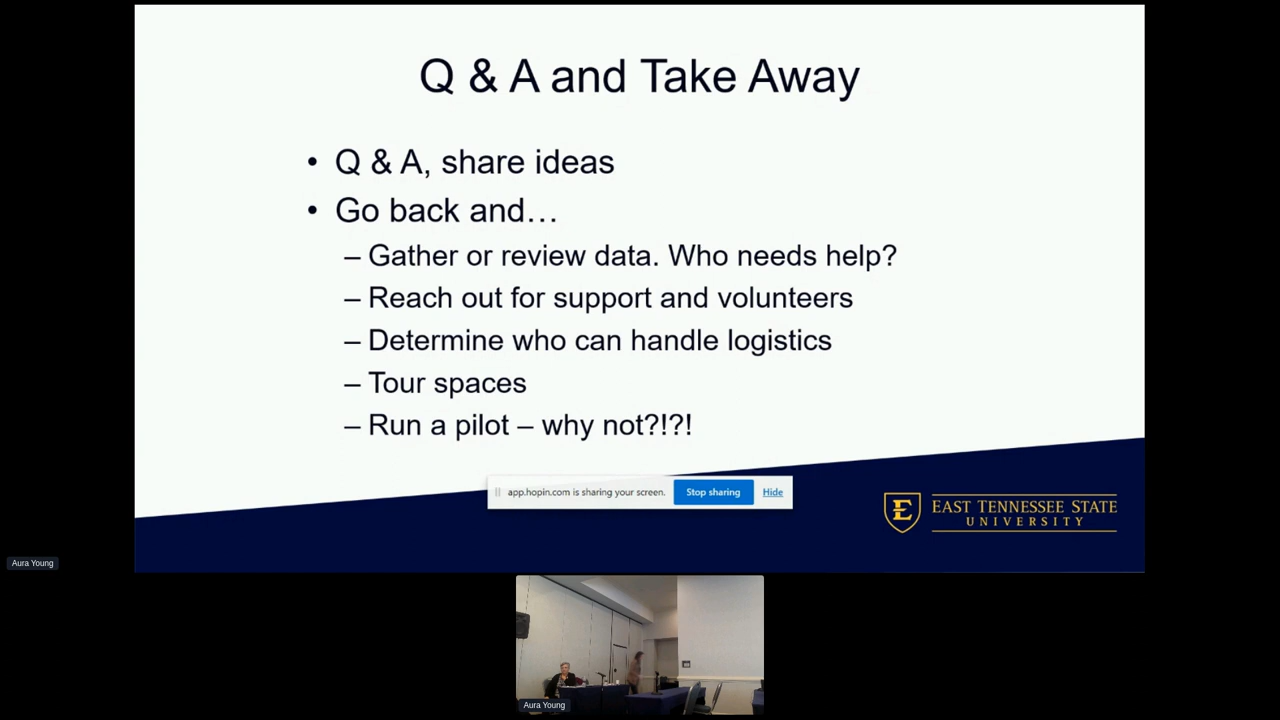 Q & A and Take Away
• Q & A, share ideas
• Go back and…
– Gather or review data. Who needs help?
– Reach out for support and volunteers
– Determine who can handle logistics
– Tour spaces
– Run a pilot – why not?!?!
app.hopin.com is sharing your screen. Stop sharing Hide
E EAST TENNESSEE STATE
UNIVERSITY
Aura Young
Aura Young